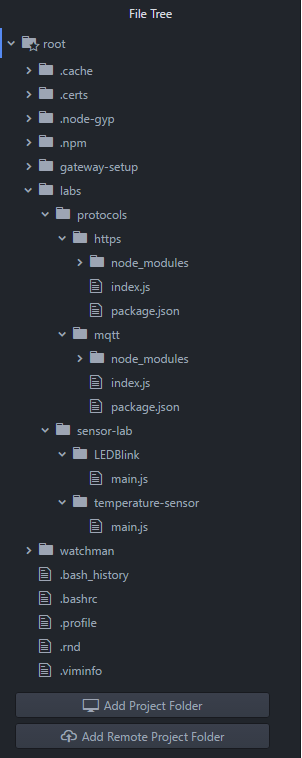 File Tree
root
.cache
.certs
.node-gyp
.npm
gateway-setup
labs
protocols
https
node_modules
index.js
package.json
mqtt
node_modules
index.js
package.json
sensor-lab
LEDBlink
main.js
temperature-sensor
main.js
watchman
.bash_history
.bashrc
.profile
.rnd
.viminfo
Add Project Folder
Add Remote Project Folder